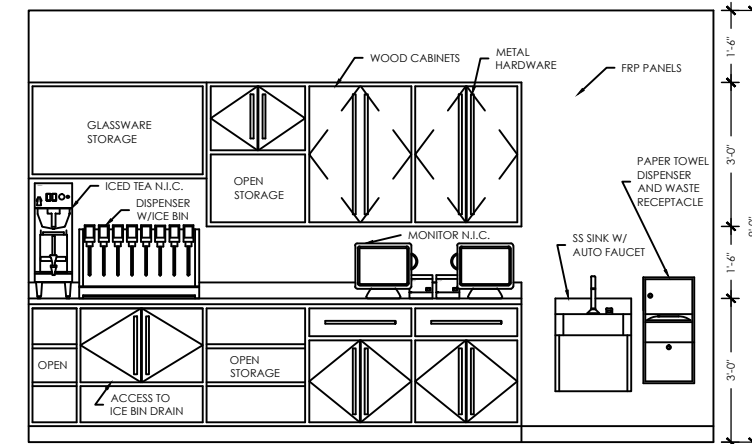 WOOD CABINETS
METAL
HARDWARE
FRP PANELS
1'-6"
GLASSWARE
STORAGE
3'-0"
PAPER TOWEL
DISPENSER
AND WASTE
RECEPTACLE
OPEN
STORAGE
ICED TEA N.I.C.
DISPENSER
W/ICE BIN
MONITOR N.I.C.
SS SINK W/
AUTO FAUCET
1'-6"
OPEN
OPEN
STORAGE
3'-0"
ACCESS TO
ICE BIN DRAIN